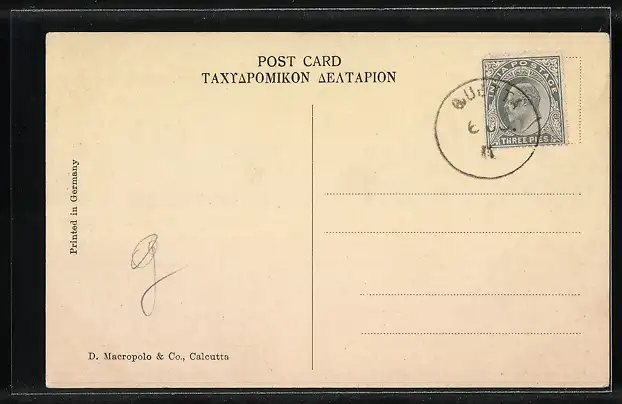 POST CARD
ΤΑΧΥΔΡΟΜΙΚΟΝ ΔΕΛΤΑΡΙΟΝ
INDIA POSTAGE
THREE PIES
Printed in Germany
D. Macropolo & Co., Calcutta